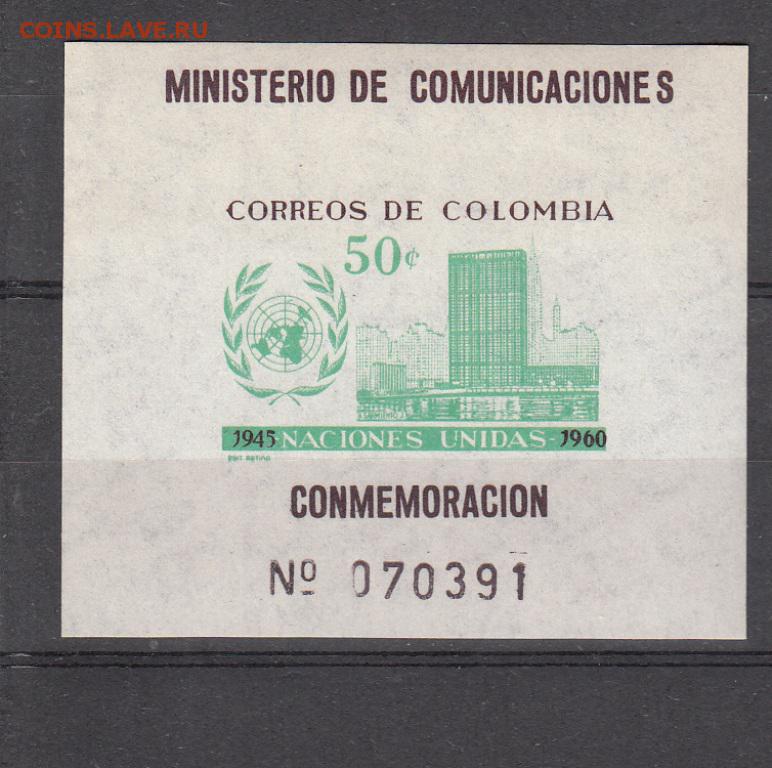 COINS.LAVE.RU
MINISTERIO DE COMUNICACIONES
CORREOS DE COLOMBIA
50¢
1945 NACIONES UNIDAS - 1960
CONMEMORACION
Nº 070391